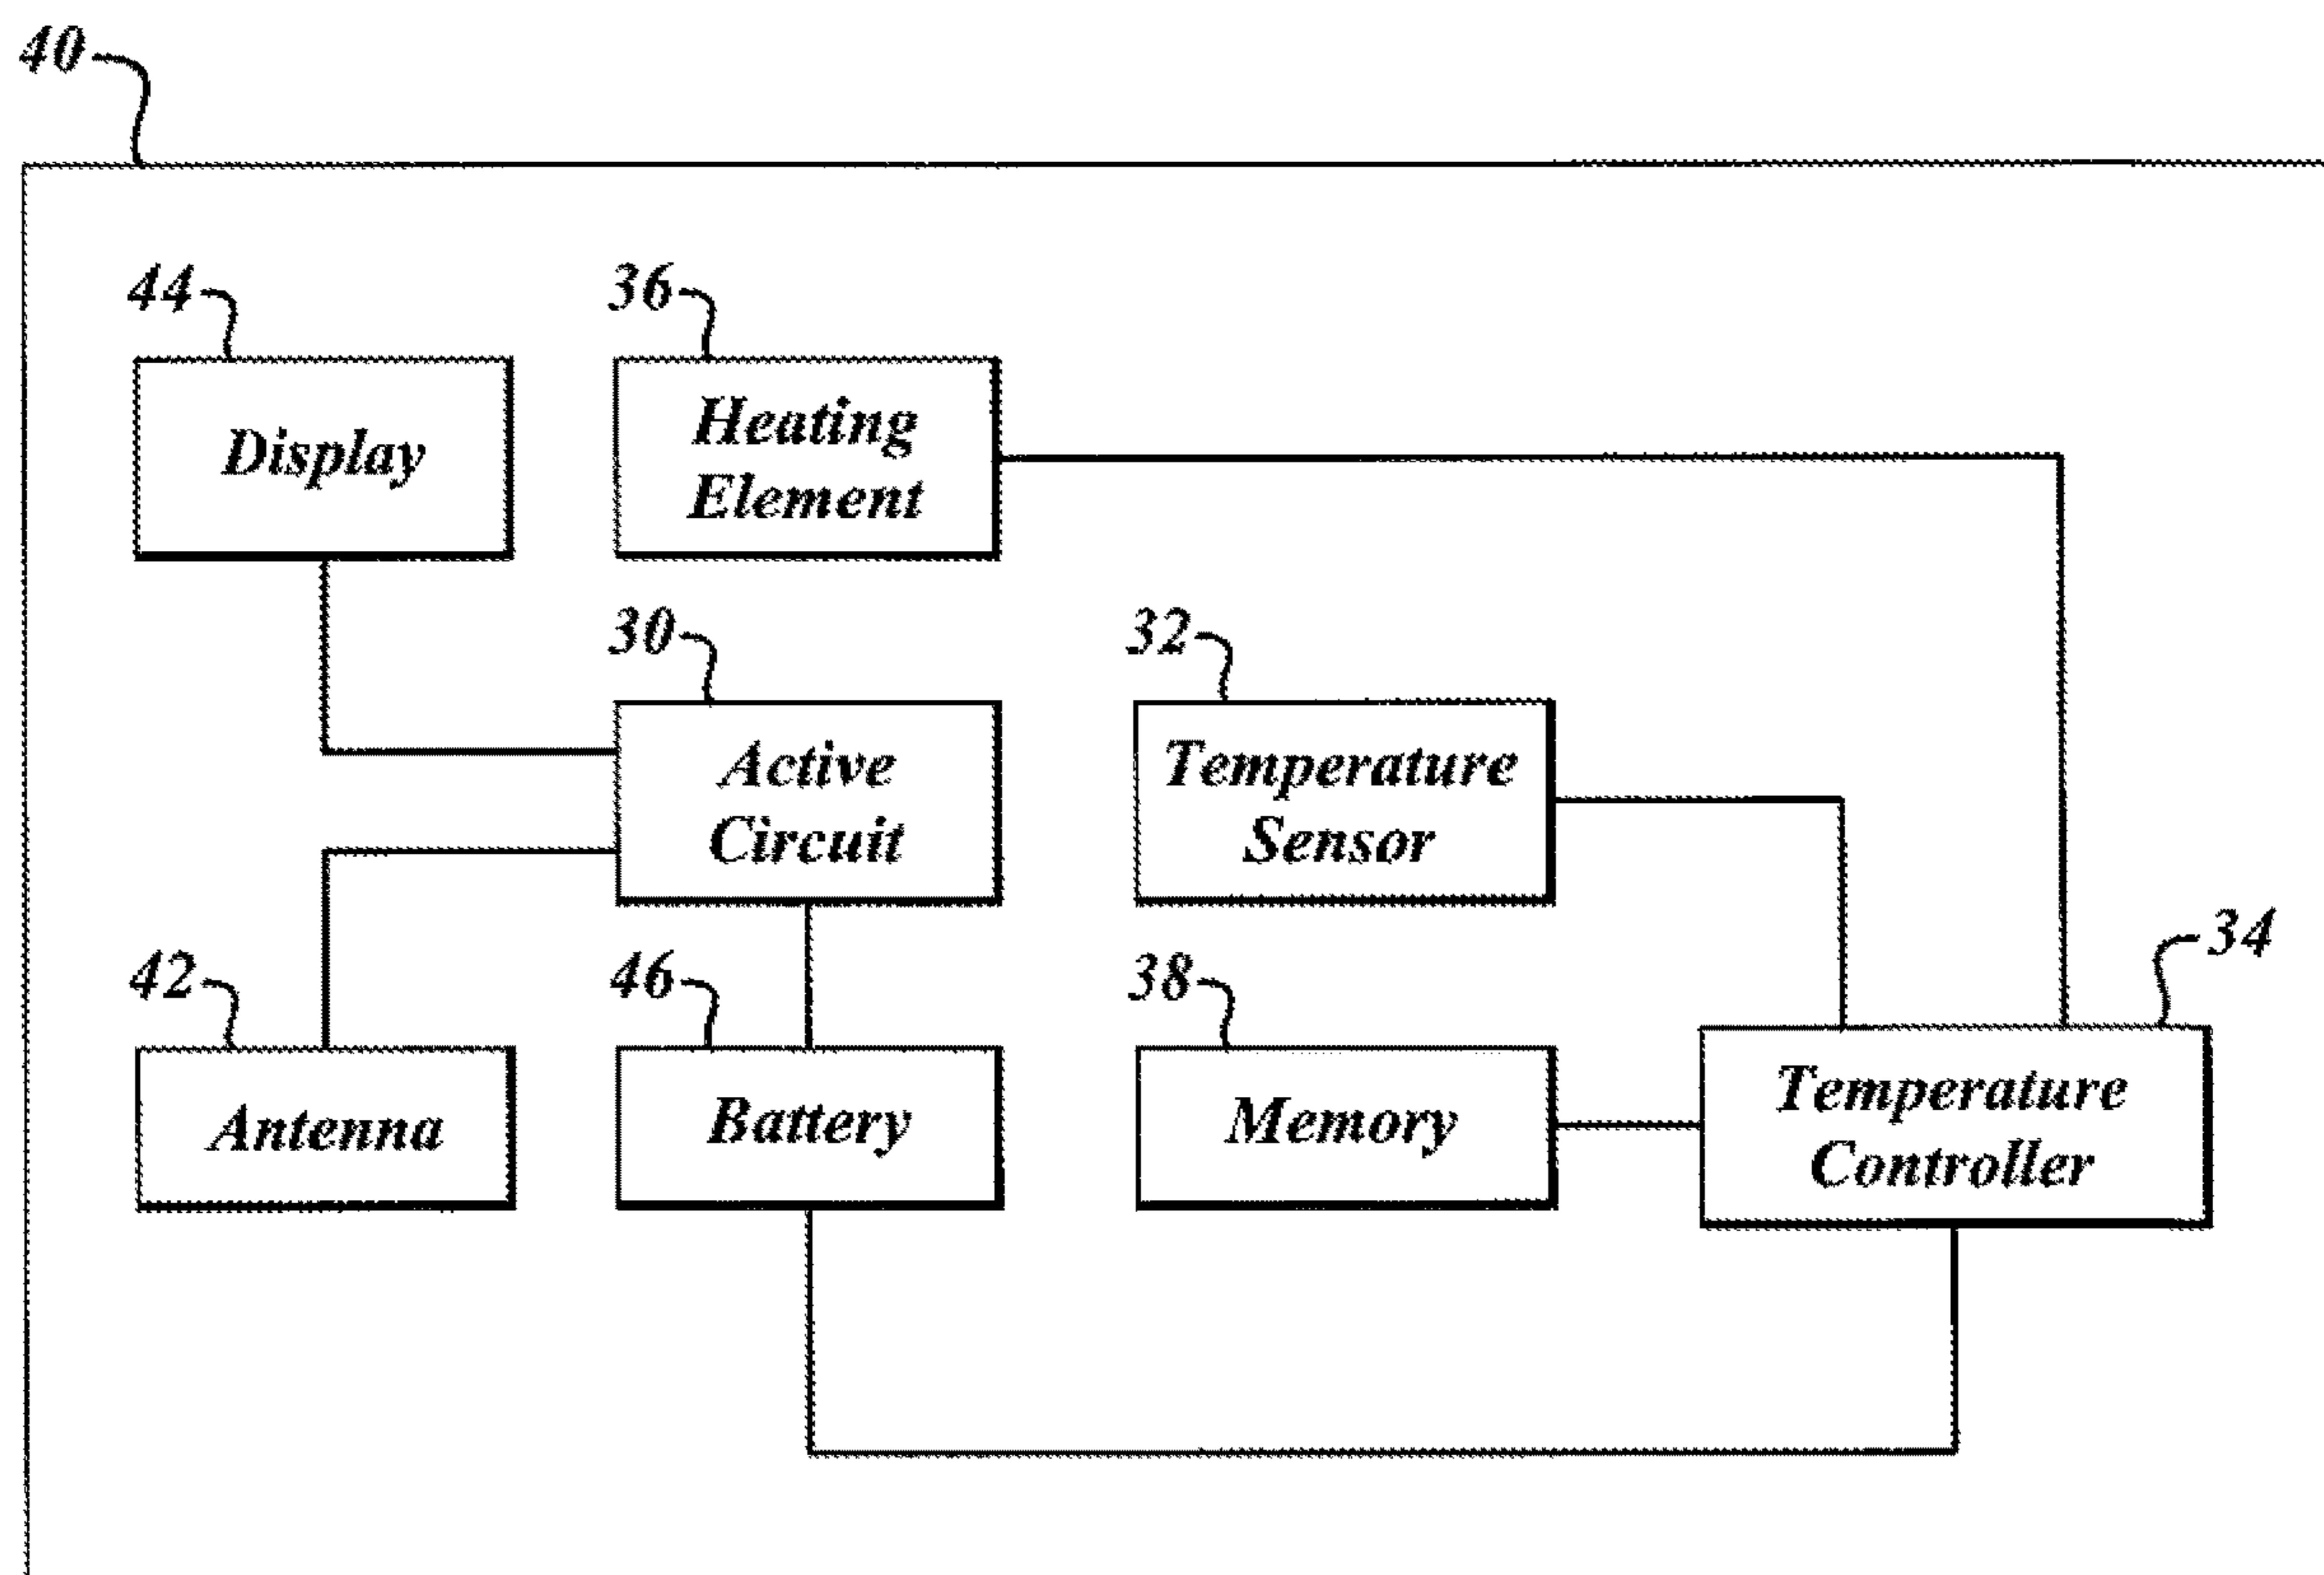 40
44
36
Display
Heating
Element
30
32
Active
Circuit
Temperature
Sensor
34
42
46
38
Antenna
Battery
Memory
Temperature
Controller